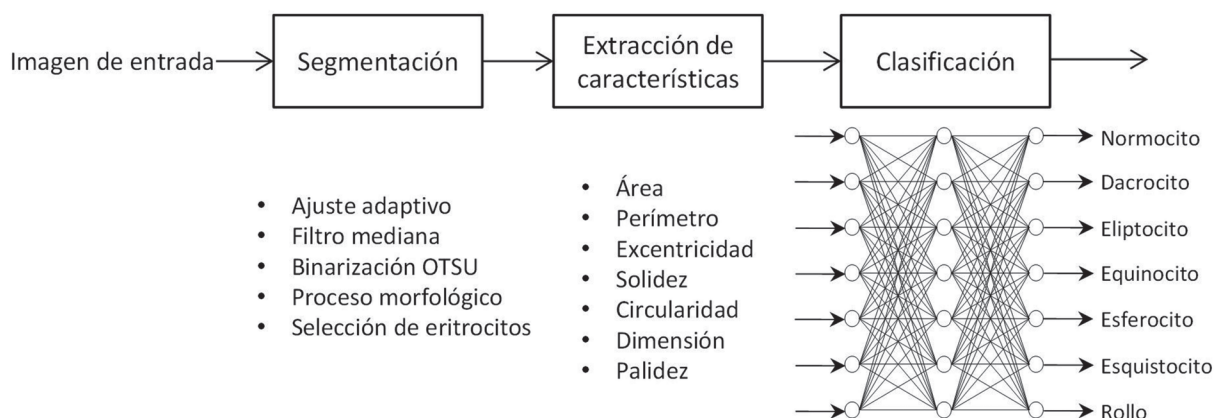 Imagen de entrada
Segmentación
Extracción de
característíficas
Clasificación
• Ajuste adaptivo
• Filtro mediana
• Binarización OTSU
• Proceso morfológico
• Selección de eritrocitos
• Área
• Perímetro
• Excentricidad
• Solidez
• Circularidad
• Dimensión
• Palidez
Normocito
Dacrocito
Eliptocito
Equinocito
Esferocito
Esquistocito
Rollo